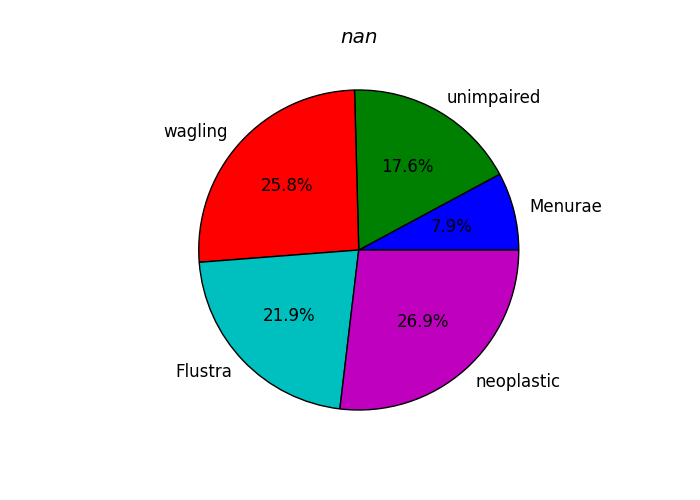 nan
unimpaired
wagling
17.6%
25.8%
Menurae
7.9%
21.9%
26.9%
Flustra
neoplastic